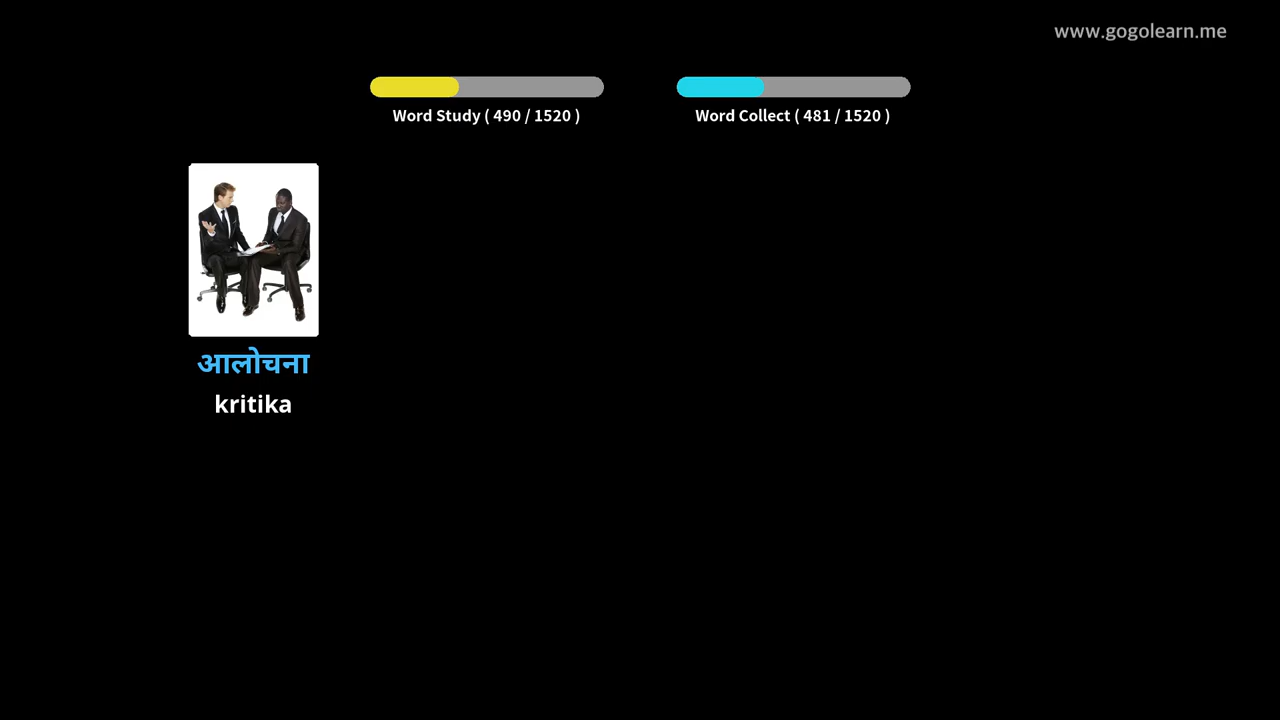 www.gogolearn.me
Word Study ( 490 / 1520 )
Word Collect ( 481 / 1520 )
आलोचना
kritika